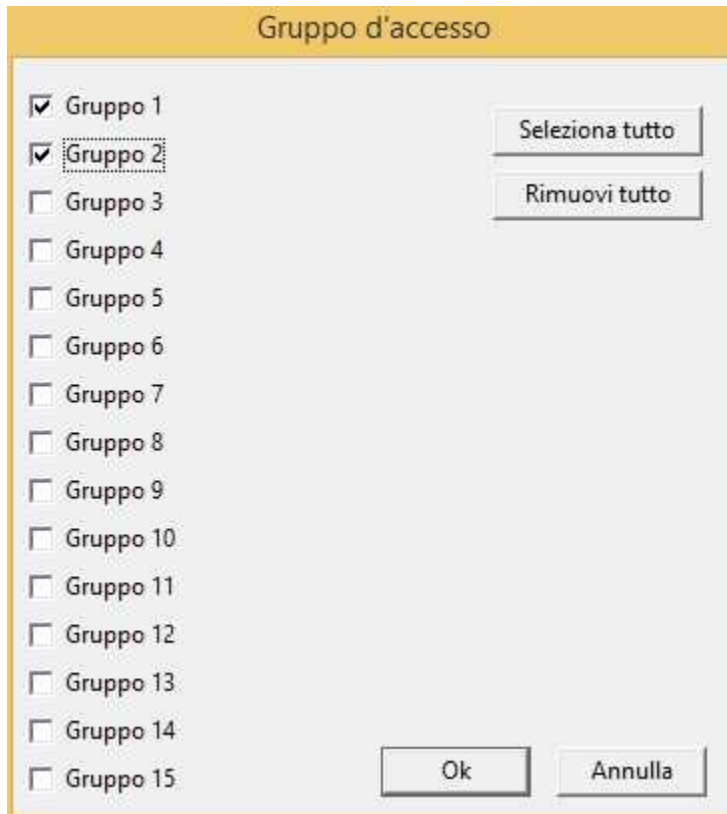 Gruppo d'accesso
Gruppo 1
Gruppo 2
Gruppo 3
Gruppo 4
Gruppo 5
Gruppo 6
Gruppo 7
Gruppo 8
Gruppo 9
Gruppo 10
Gruppo 11
Gruppo 12
Gruppo 13
Gruppo 14
Gruppo 15
Seleziona tutto
Rimuovi tutto
Ok
Annulla